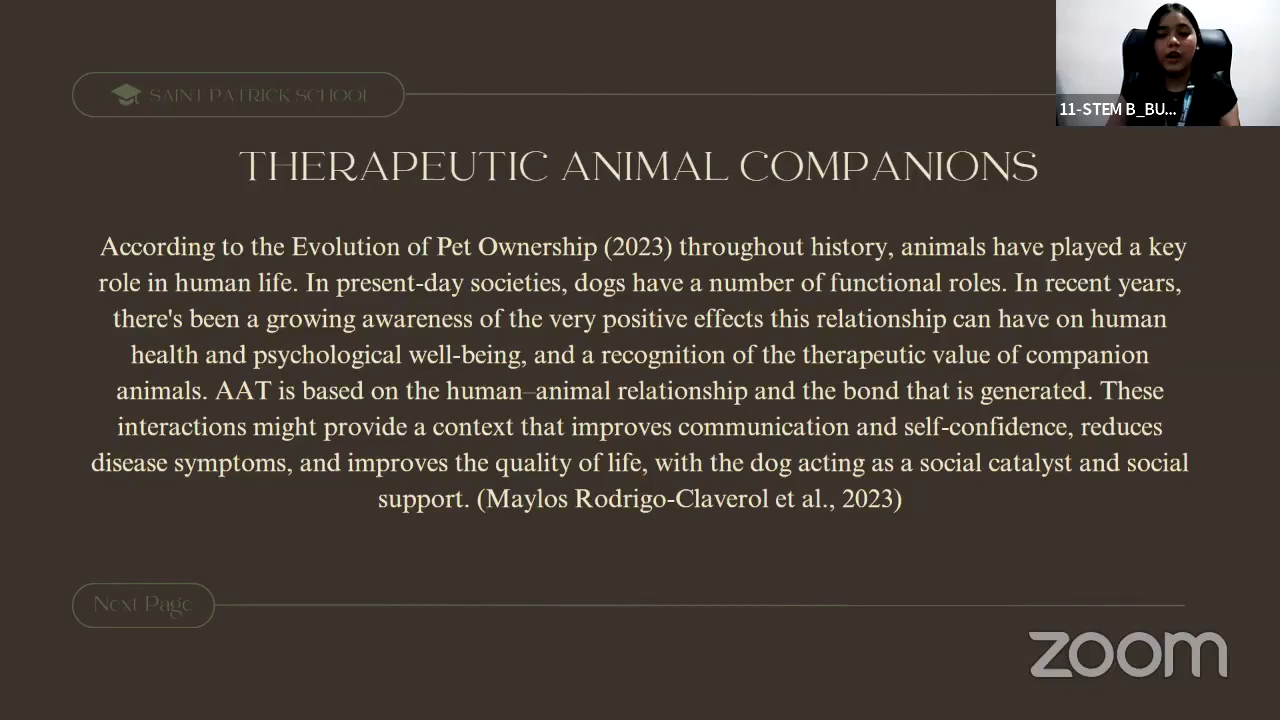 SAINT PATRICK SCHOOL
11-STEM B_BU...
THERAPEUTIC ANIMAL COMPANIONS
According to the Evolution of Pet Ownership (2023) throughout history, animals have played a key
role in human life. In present-day societies, dogs have a number of functional roles. In recent years,
there's been a growing awareness of the very positive effects this relationship can have on human
health and psychological well-being, and a recognition of the therapeutic value of companion
animals. AAT is based on the human–animal relationship and the bond that is generated. These
interactions might provide a context that improves communication and self-confidence, reduces
disease symptoms, and improves the quality of life, with the dog acting as a social catalyst and social
support. (Maylos Rodrigo-Claverol et al., 2023)
Next Page
zoom